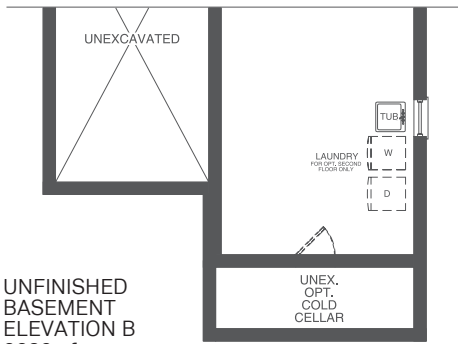 UNEXCAVATED
TUB
LAUNDRY
FOR OPT. SECOND
FLOOR ONLY
W
D
UNEX.
OPT.
COLD
CELLAR
UNFINISHED
BASEMENT
ELEVATION B